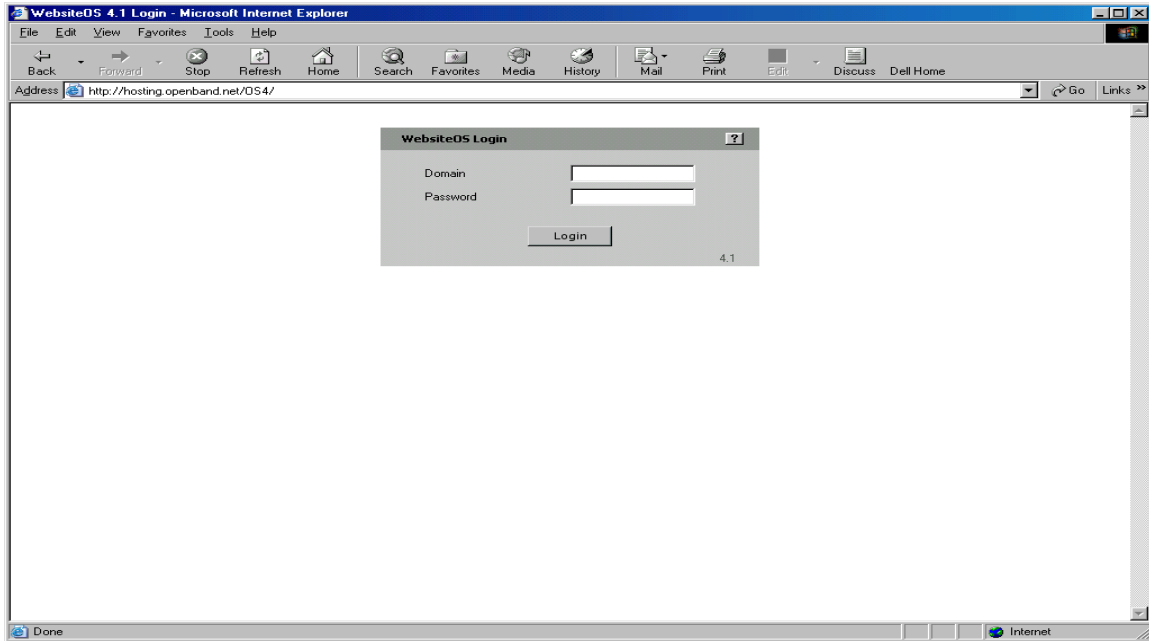 WebsiteOS 4.1 Login - Microsoft Internet Explorer
File Edit View Favorites Tools Help
Back Forward Stop Refresh Home Search Favorites Media History Mail Print Edit Discuss Dell Home
Address http://hosting.openband.net/OS4/ Go Links »
WebsiteOS Login ?
Domain
Password
Login
4.1
Done Internet